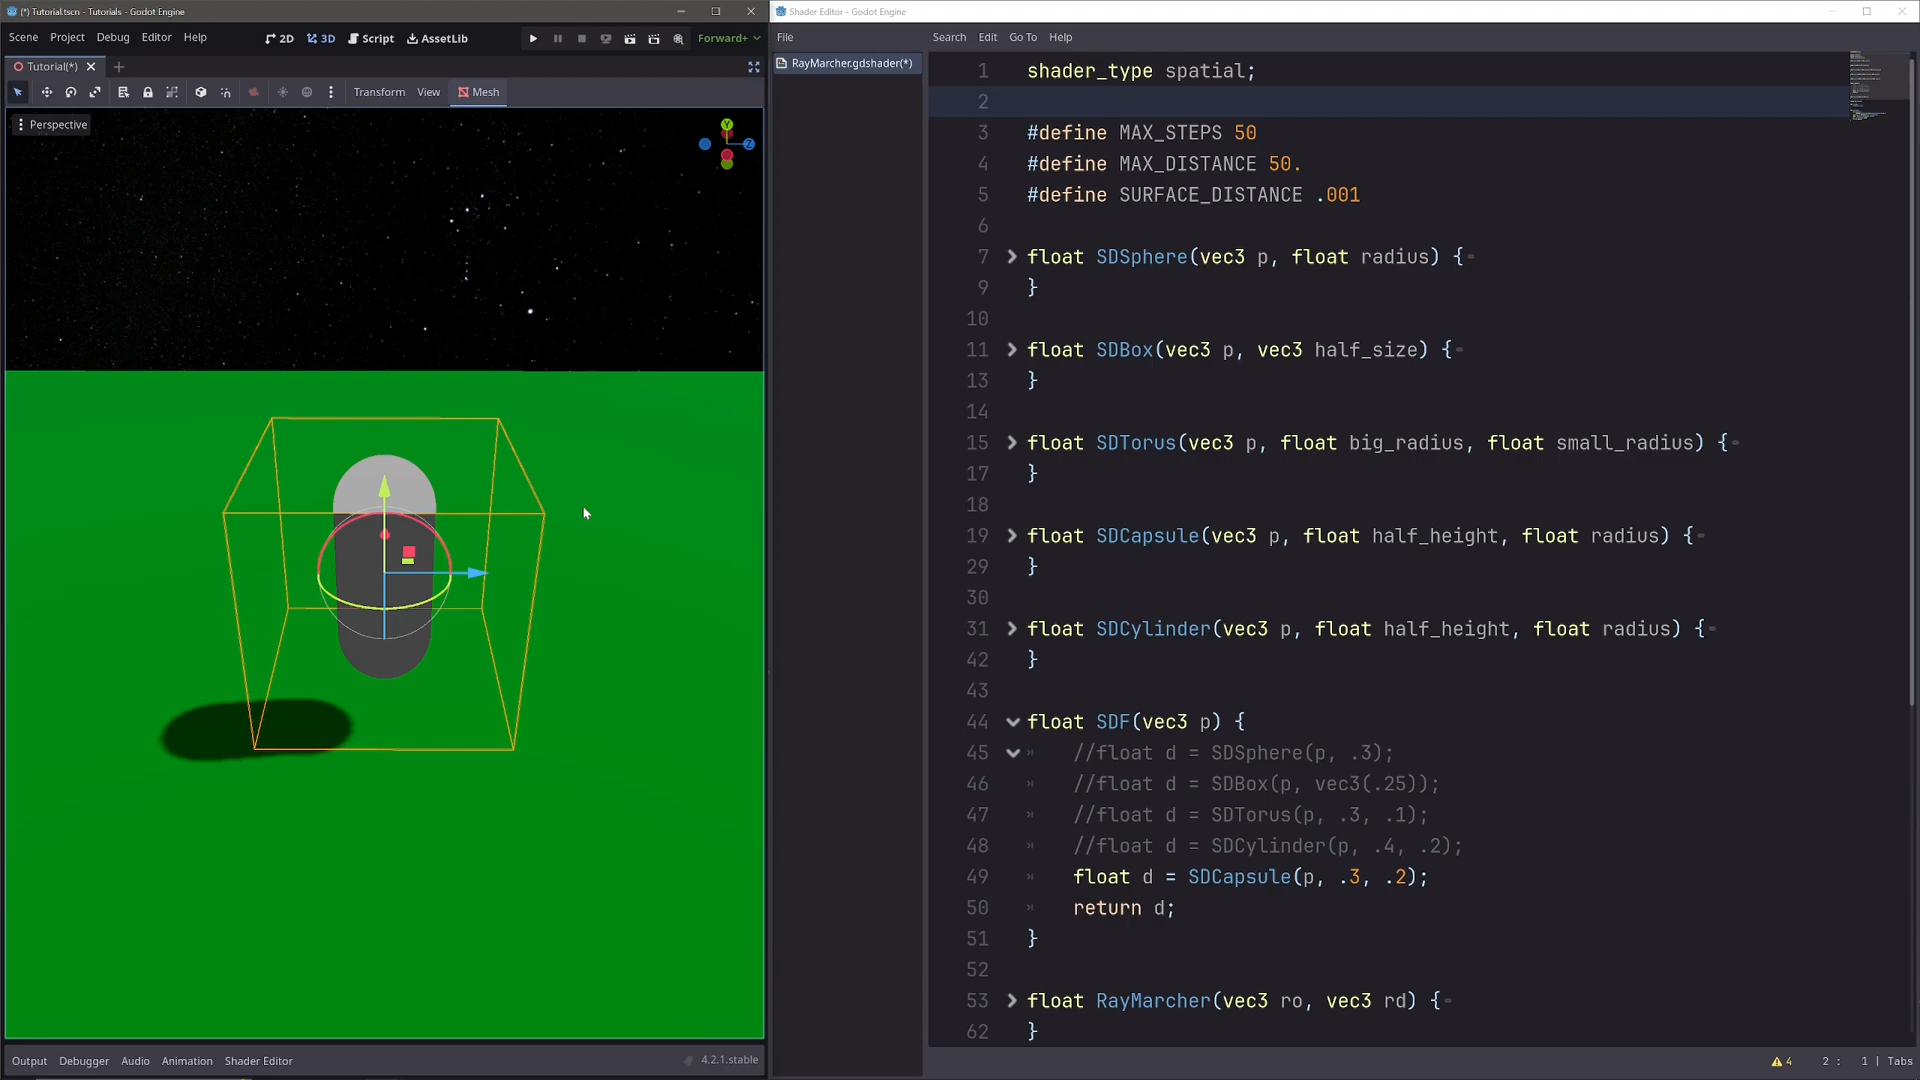 (*) Tutorial.tscn - Tutorials - Godot Engine
Scene Project Debug Editor Help 2D 3D Script AssetLib Forward+
Tutorial(*)
Transform View Mesh
Perspective
Y
Z
Output Debugger Audio Animation Shader Editor 4.2.1.stable
Shader Editor - Godot Engine
File Search Edit Go To Help
RayMarcher.gdshader(*)
1 shader_type spatial;
2
3 #define MAX_STEPS 50
4 #define MAX_DISTANCE 50.
5 #define SURFACE_DISTANCE .001
6
7 float SDSphere(vec3 p, float radius) {
9 }
10
11 float SDBox(vec3 p, vec3 half_size) {
13 }
14
15 float SDTorus(vec3 p, float big_radius, float small_radius) {
17 }
18
19 float SDCapsule(vec3 p, float half_height, float radius) {
29 }
30
31 float SDCylinder(vec3 p, float half_height, float radius) {
42 }
43
44 float SDF(vec3 p) {
45 //float d = SDSphere(p, .3);
46 //float d = SDBox(p, vec3(.25));
47 //float d = SDTorus(p, .3, .1);
48 //float d = SDCylinder(p, .4, .2);
49 float d = SDCapsule(p, .3, .2);
50 return d;
51 }
52
53 float RayMarcher(vec3 ro, vec3 rd) {
62 }
4 2 : 1 | Tabs